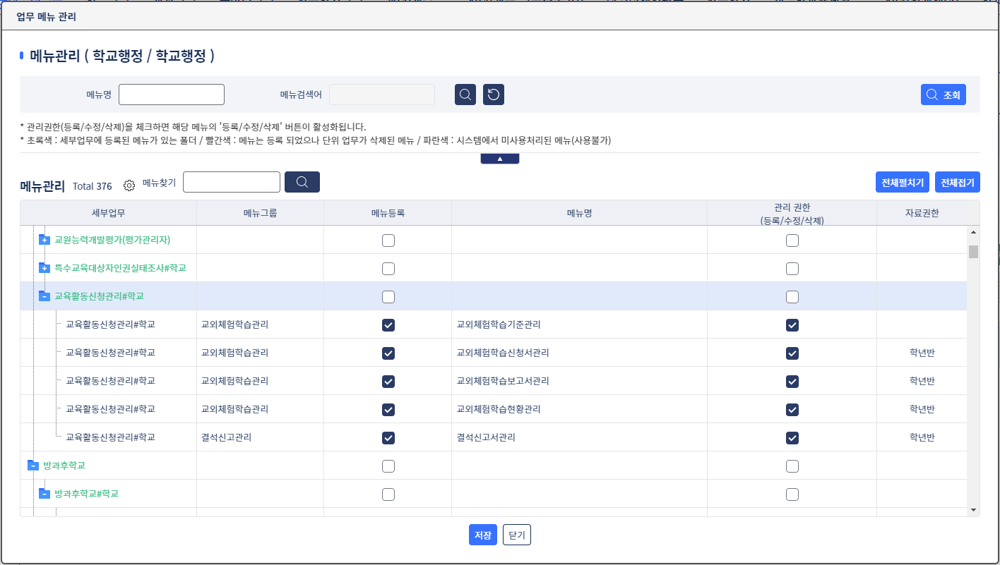 업무 메뉴 관리
메뉴관리 ( 학교행정 / 학교행정 )
메뉴명 메뉴검색어 조회
* 관리권한(등록/수정/삭제)을 체크하면 해당 메뉴의 '등록/수정/삭제' 버튼이 활성화됩니다.
* 초록색 : 세부업무에 등록된 메뉴가 있는 폴더 / 빨간색 : 메뉴는 등록 되었으나 단위 업무가 삭제된 메뉴 / 파란색 : 시스템에서 미사용처리된 메뉴(사용불가)
메뉴관리 Total 376 메뉴찾기 전체펼치기 전체접기
세부업무 메뉴그룹 메뉴등록 메뉴명 관리 권한 자료권한
(등록/수정/삭제)
교원능력개발평가(평가관리자)
특수교육대상자인권실태조사#학교
교육활동신청관리#학교
교육활동신청관리#학교 교외체험학습관리 교외체험학습기준관리
교육활동신청관리#학교 교외체험학습관리 교외체험학습신청서관리 학년반
교육활동신청관리#학교 교외체험학습관리 교외체험학습보고서관리 학년반
교육활동신청관리#학교 교외체험학습관리 교외체험학습현황관리 학년반
교육활동신청관리#학교 결석신고관리 결석신고서관리 학년반
방과후학교
방과후학교#학교
저장 닫기